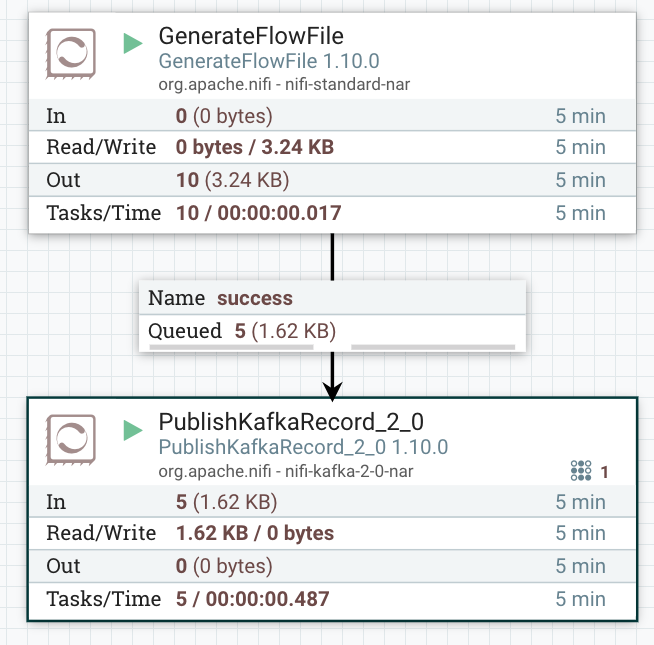 GenerateFlowFile
GenerateFlowFile 1.10.0
org.apache.nifi - nifi-standard-nar
In 0 (0 bytes) 5 min
Read/Write 0 bytes / 3.24 KB 5 min
Out 10 (3.24 KB) 5 min
Tasks/Time 10 / 00:00:00.017 5 min
Name success
Queued 5 (1.62 KB)
PublishKafkaRecord_2_0
PublishKafkaRecord_2_0 1.10.0
org.apache.nifi - nifi-kafka-2-0-nar 1
In 5 (1.62 KB) 5 min
Read/Write 1.62 KB / 0 bytes 5 min
Out 0 (0 bytes) 5 min
Tasks/Time 5 / 00:00:00.487 5 min